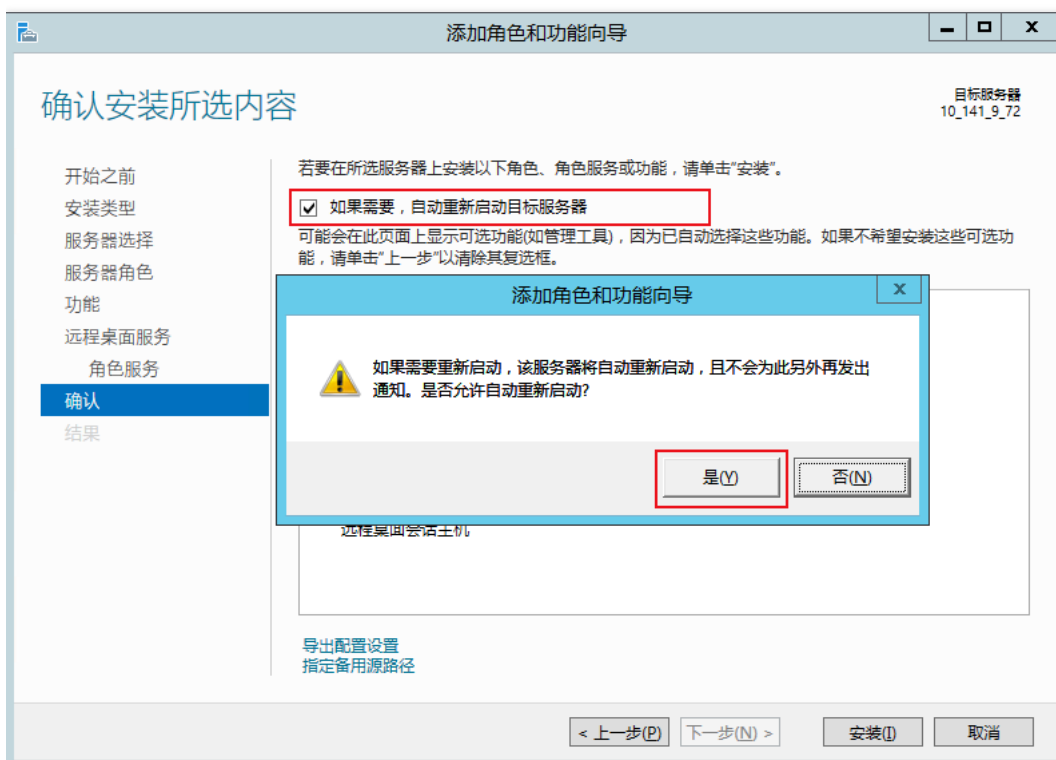 添加角色和功能向导
确认安装所选内容
目标服务器
10_141_9_72
开始之前
安装类型
服务器选择
服务器角色
功能
远程桌面服务
角色服务
确认
结果
若要在所选服务器上安装以下角色、角色服务或功能，请单击"安装"。
如果需要，自动重新启动目标服务器
可能会在此页面上显示可选功能(如管理工具)，因为已自动选择这些功能。如果不希望安装这些可选功
能，请单击"上一步"以清除其复选框。
添加角色和功能向导
x
如果需要重新启动，该服务器将自动重新启动，且不会为此另外再发出
通知。是否允许自动重新启动?
是(Y)
否(N)
远程桌面会话主机
导出配置设置
指定备用源路径
< 上一步(P)
下一步(N) >
安装(I)
取消